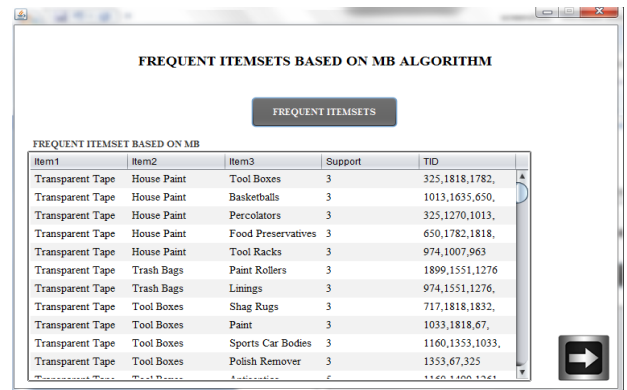 FREQUENT ITEMSETS BASED ON MB ALGORITHM
FREQUENT ITEMSETS
FREQUENT ITEMSET BASED ON MB
Item1 Item2 Item3 Support TID
Transparent Tape House Paint Tool Boxes 3 325,1818,1782,
Transparent Tape House Paint Basketballs 3 1013,1635,650,
Transparent Tape House Paint Percolators 3 325,1270,1013,
Transparent Tape House Paint Food Preservatives 3 650,1782,1818,
Transparent Tape House Paint Tool Racks 3 974,1007,963
Transparent Tape Trash Bags Paint Rollers 3 1899,1551,1276
Transparent Tape Trash Bags Linings 3 974,1551,1276,
Transparent Tape Tool Boxes Shag Rugs 3 717,1818,1832,
Transparent Tape Tool Boxes Paint 3 1033,1818,67,
Transparent Tape Tool Boxes Sports Car Bodies 3 1160,1353,1033,
Transparent Tape Tool Boxes Polish Remover 3 1353,67,325
Transparent Tape Tool Boxes